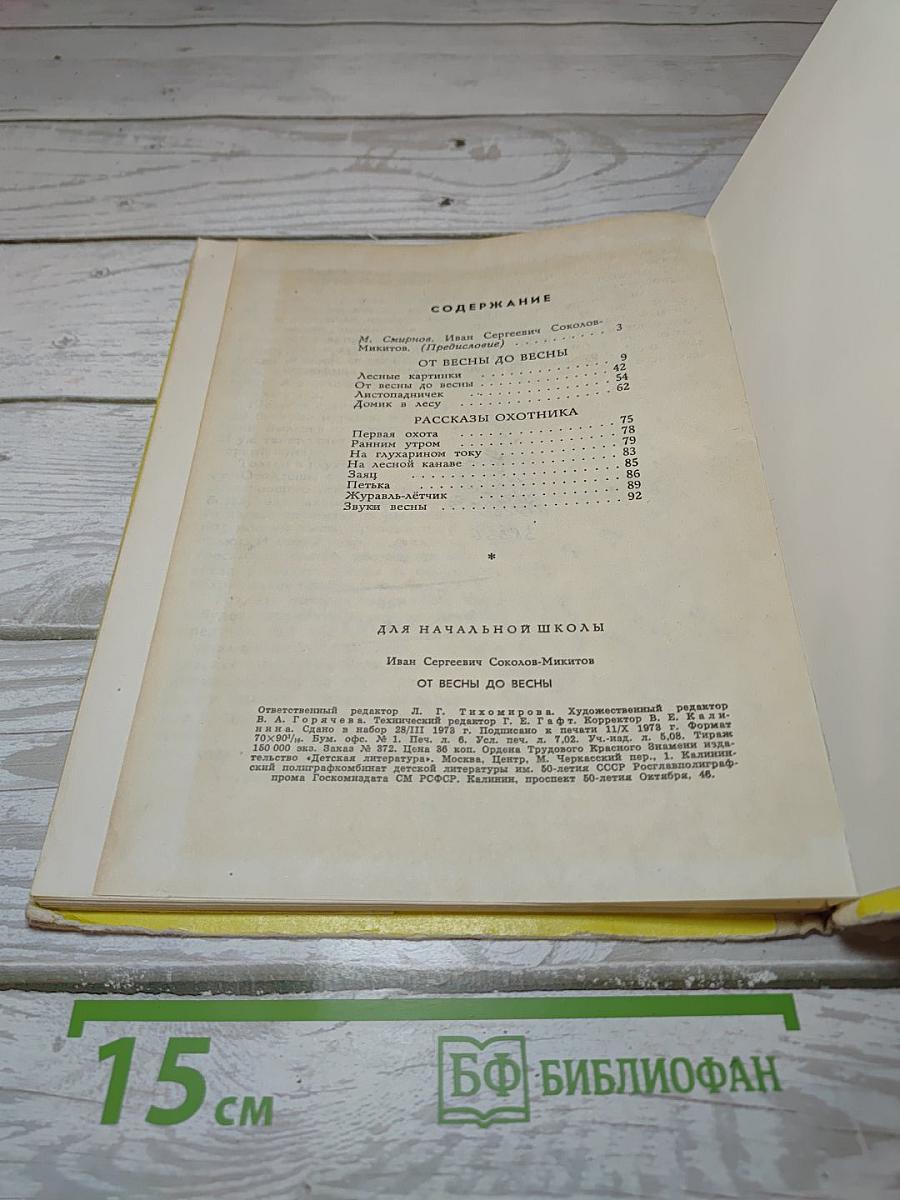 СОДЕРЖАНИЕ
М. Смирнов. Иван Сергеевич Соколов-
Микитов. (Предисловие) . . . . . . . . . . 3
ОТ ВЕСНЫ ДО ВЕСНЫ
Лесные картинки . . . . . . . . . . . 9
От весны до весны . . . . . . . . . . . 42
Листопадничек . . . . . . . . . . . 54
Домик в лесу . . . . . . . . . . . 62
РАССКАЗЫ ОХОТНИКА
Первая охота . . . . . . . . . . . 75
Ранним утром . . . . . . . . . . . 78
На глухарином току . . . . . . . . . . 79
На лесной канаве . . . . . . . . . . . 83
Заяц . . . . . . . . . . . 85
Петька . . . . . . . . . . . 86
Журавль-лётчик . . . . . . . . . . . 89
Звуки весны . . . . . . . . . . . 92
*
ДЛЯ НАЧАЛЬНОЙ ШКОЛЫ
Иван Сергеевич Соколов-Микитов
ОТ ВЕСНЫ ДО ВЕСНЫ
Ответственный редактор Л. Г. Тихомирова. Художественный редактор
В. А. Горячева. Технический редактор Г. Е. Гафт. Корректор В. Е. Кали-
нина. Сдано в набор 28/III 1973 г. Подписано к печати 11/X 1973 г. Формат
70×90¹/₁₆. Бум. офс. № 1. Печ. л. 6. Усл. печ. л. 7,02. Уч.-изд. л. 5,08. Тираж
150 000 экз. Заказ № 372. Цена 36 коп. Ордена Трудового Красного Знамени изда-
тельство «Детская литература». Москва, Центр, М. Черкасский пер., 1. Калинин-
ский полиграфкомбинат детской литературы им. 50-летия СССР Росглавполиграф-
прома Госкомиздата СМ РСФСР. Калинин, проспект 50-летия Октября, 46.
15 см
БФ БИБЛИОФАН